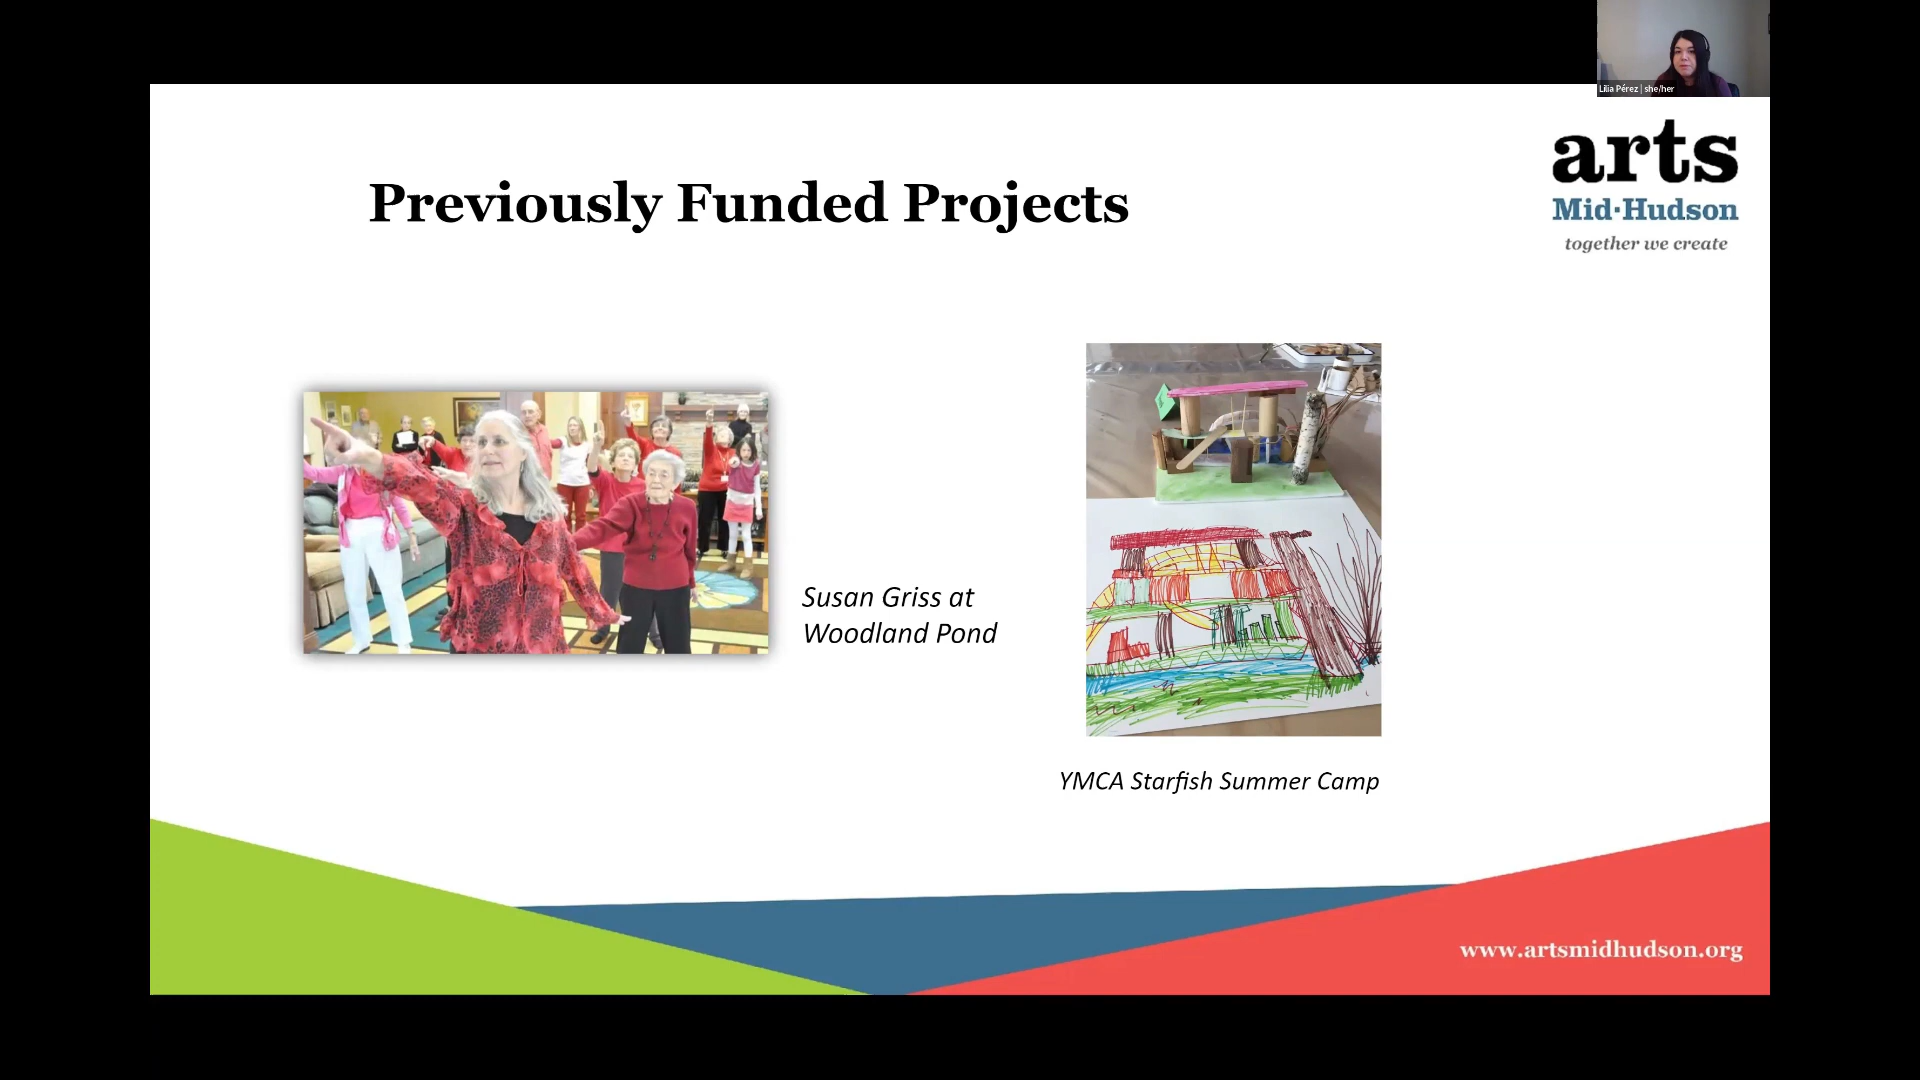 Lilia Pérez | she/her
arts
Mid·Hudson
together we create
Previously Funded Projects
Susan Griss at
Woodland Pond
YMCA Starfish Summer Camp
www.artsmidhudson.org